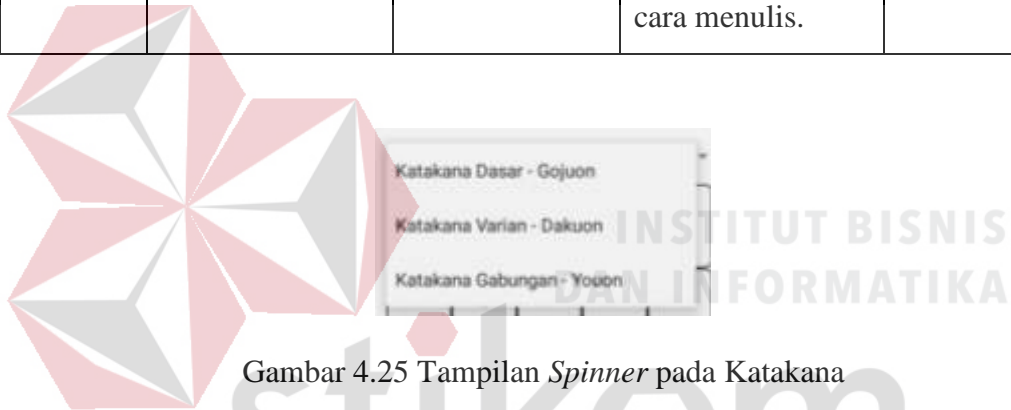 cara menulis.
Katakana Dasar - Gojuon
Katakana Varian - Dakuon
INSTITUT BISNIS
Katakana Gabungan - Youon
DAN INFORMATIKA
Gambar 4.25 Tampilan Spinner pada Katakana
stikom